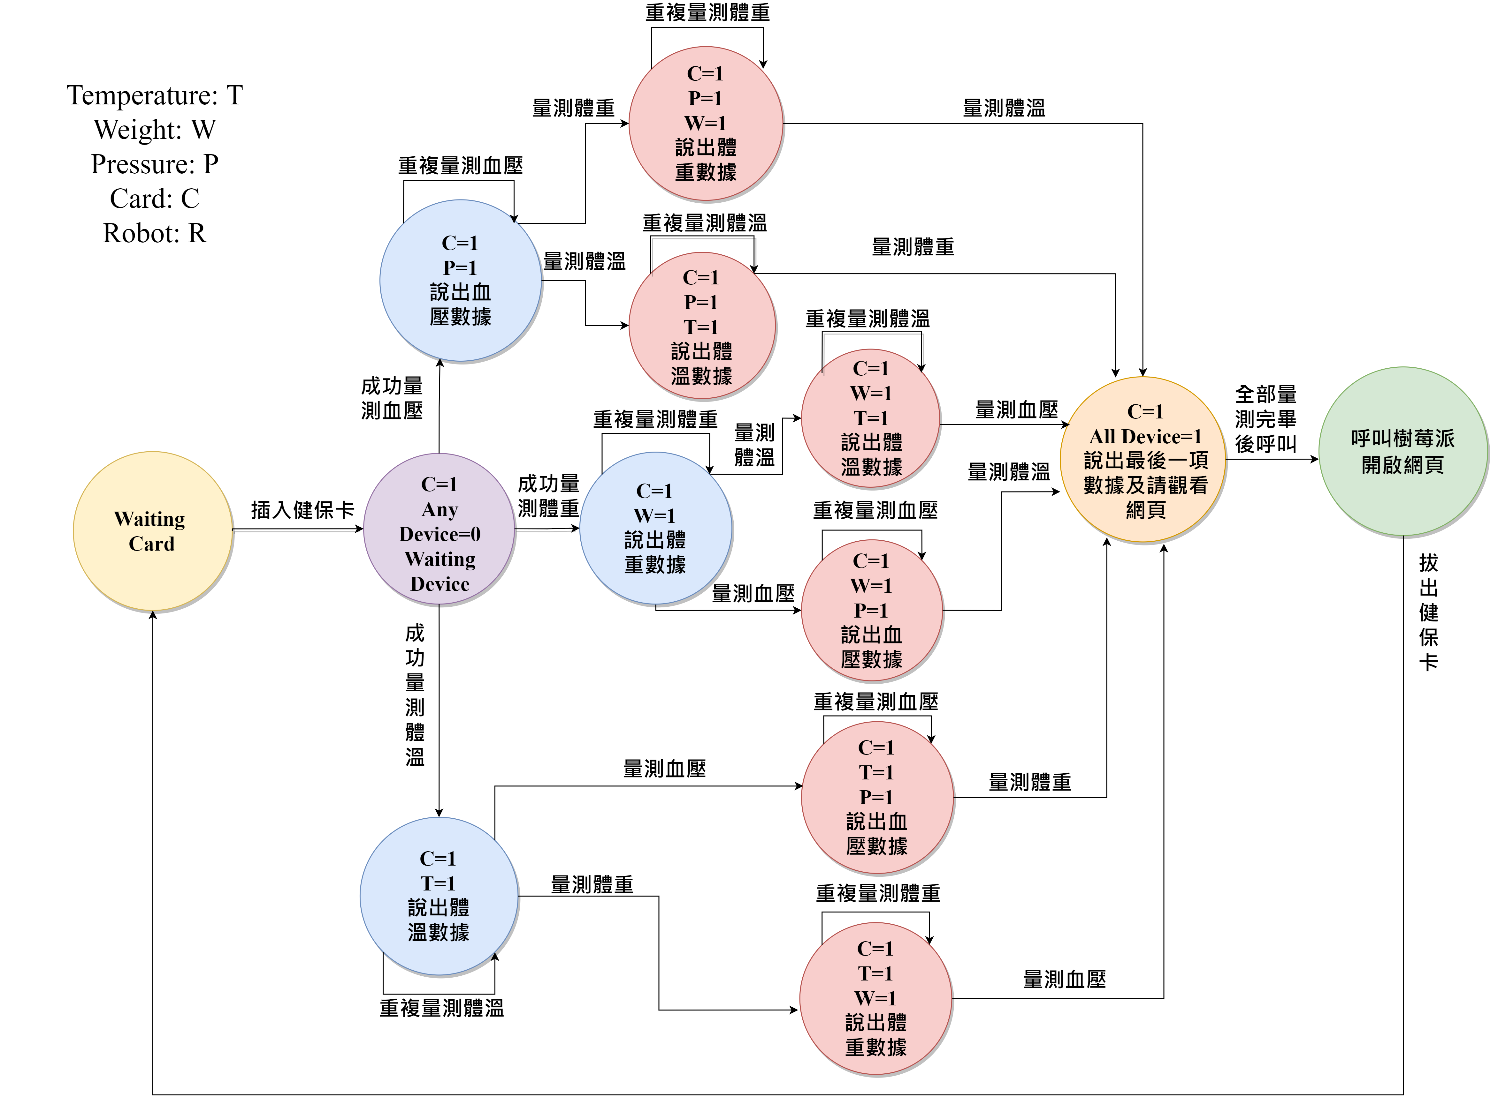 重複量測體重
Temperature: T
Weight: W
Pressure: P
Card: C
Robot: R
C=1
P=1
W=1
說出體
重數據
量測體重
量測體溫
重複量測血壓
C=1
P=1
說出血
壓數據
量測體溫
重複量測體溫
C=1
P=1
T=1
說出體
溫數據
量測體重
成功量
測血壓
重複量測體溫
C=1
W=1
T=1
說出體
溫數據
量測血壓
重複量測體重
量測
體溫
C=1
All Device=1
說出最後一項
數據及請觀看
網頁
全部量
測完畢
後呼叫
呼叫樹莓派
開啟網頁
Waiting
Card
插入健保卡
C=1
Any
Device=0
Waiting
Device
成功量
測體重
C=1
W=1
說出體
重數據
量測體溫
重複量測血壓
量測血壓
C=1
W=1
P=1
說出血
壓數據
拔
出
健
保
卡
成
功
量
測
體
溫
重複量測血壓
量測血壓
C=1
T=1
P=1
說出血
壓數據
量測體重
C=1
T=1
說出體
溫數據
重複量測體溫
量測體重
重複量測體重
C=1
T=1
W=1
說出體
重數據
量測血壓